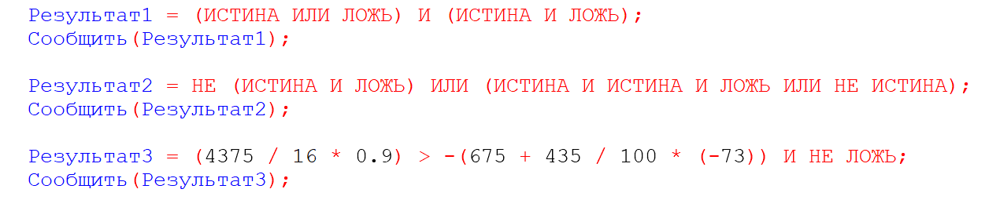 Результат1 = (ИСТИНА ИЛИ ЛОЖЬ) И (ИСТИНА И ЛОЖЬ);
Сообщить(Результат1);
Результат2 = НЕ (ИСТИНА И ЛОЖЬ) ИЛИ (ИСТИНА И ИСТИНА И ЛОЖЬ ИЛИ НЕ ИСТИНА);
Сообщить(Результат2);
Результат3 = (4375 / 16 * 0.9) > -(675 + 435 / 100 * (-73)) И НЕ ЛОЖЬ;
Сообщить(Результат3);